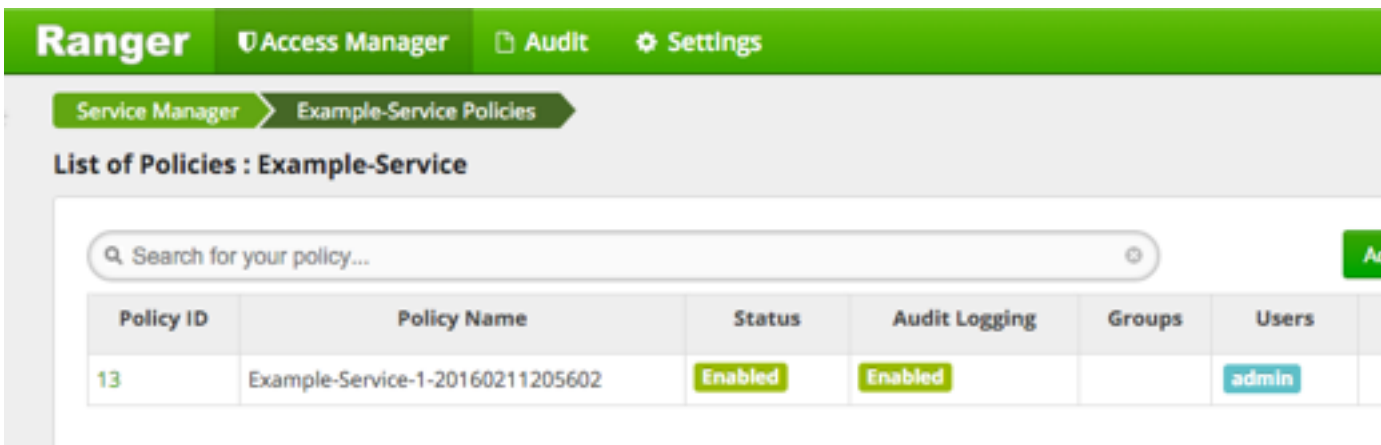 Ranger Access Manager Audit Settings
Service Manager Example-Service Policies
List of Policies : Example-Service
Search for your policy...
Policy ID Policy Name Status Audit Logging Groups Users
13 Example-Service-1-20160211205602 Enabled Enabled admin